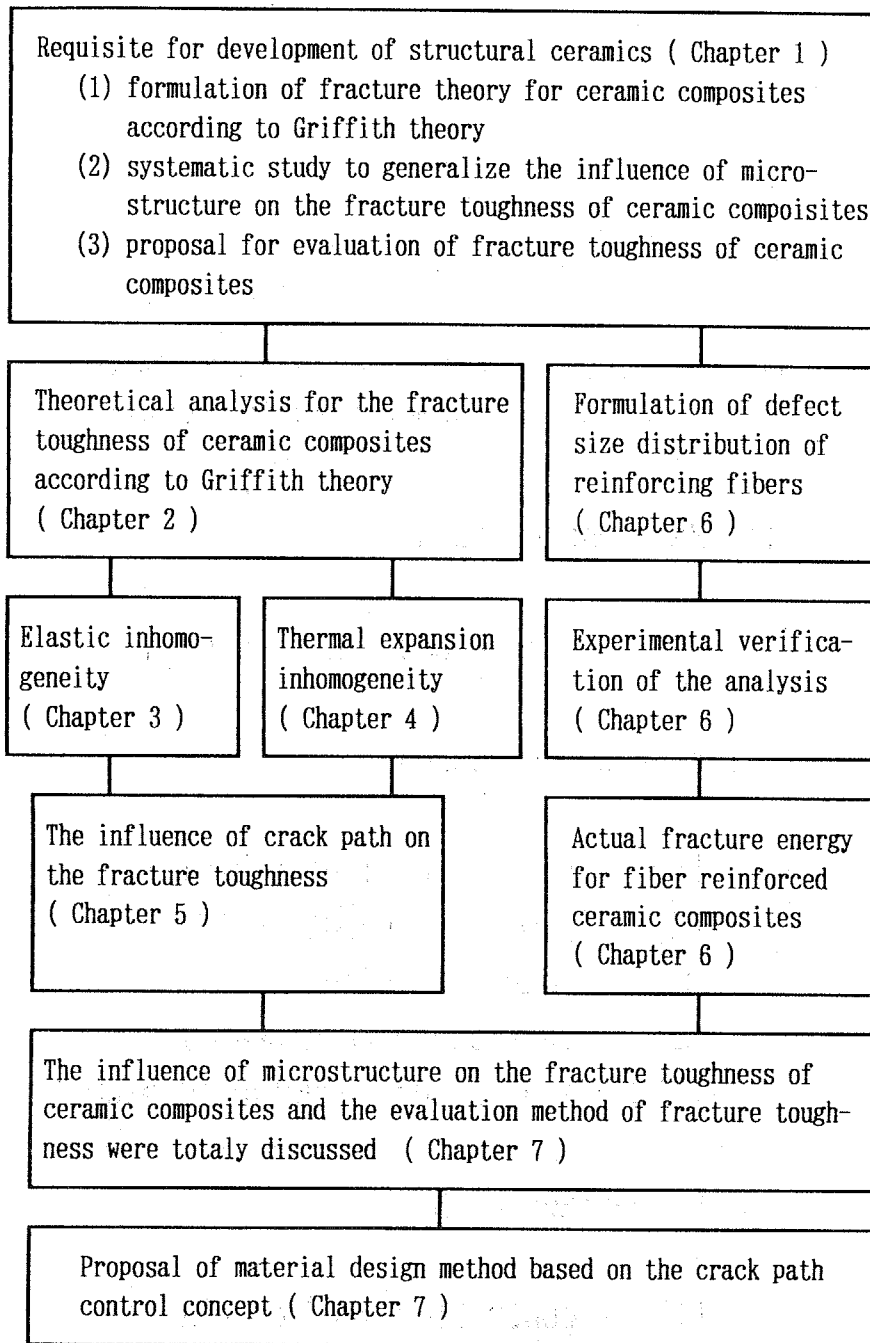 Requisite for development of structural ceramics ( Chapter 1 )
(1) formulation of fracture theory for ceramic composites
according to Griffith theory
(2) systematic study to generalize the influence of micro-
structure on the fracture toughness of ceramic compoisites
(3) proposal for evaluation of fracture toughness of ceramic
composites
Theoretical analysis for the fracture
toughness of ceramic composites
according to Griffith theory
( Chapter 2 )
Formulation of defect
size distribution of
reinforcing fibers
( Chapter 6 )
Elastic inhomo-
geneity
( Chapter 3 )
Thermal expansion
inhomogeneity
( Chapter 4 )
Experimental verifica-
tion of the analysis
( Chapter 6 )
The influence of crack path on
the fracture toughness
( Chapter 5 )
Actual fracture energy
for fiber reinforced
ceramic composites
( Chapter 6 )
The influence of microstructure on the fracture toughness of
ceramic composites and the evaluation method of fracture tough-
ness were totaly discussed ( Chapter 7 )
Proposal of material design method based on the crack path
control concept ( Chapter 7 )